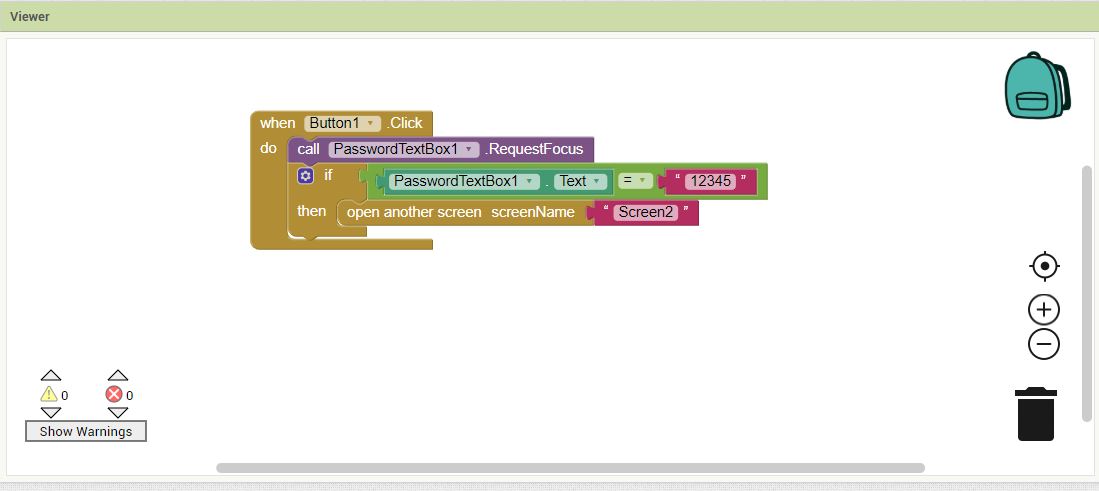 Viewer
when Button1 .Click
do call PasswordTextBox1 .RequestFocus
if PasswordTextBox1 . Text = “ 12345 ”
then open another screen screenName “ Screen2 ”
0 0
Show Warnings